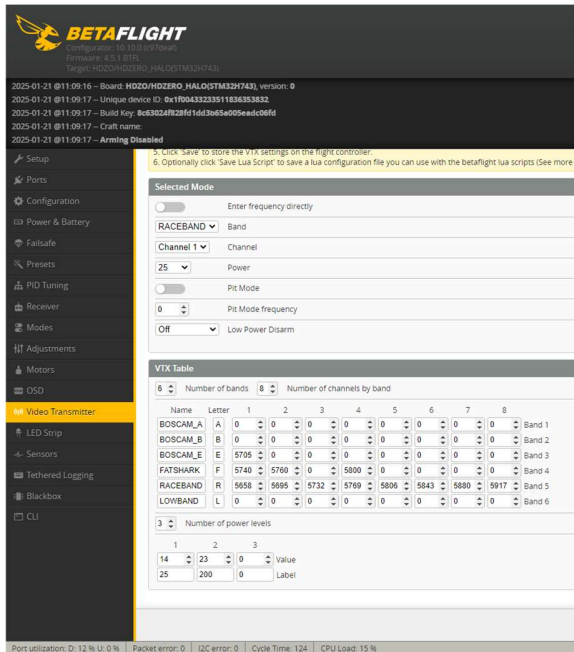 BETAFLIGHT
Configurator: 10.10.0 (c97deaf)
Firmware: 4.5.1 BTFL
Target: HDZO/HDZERO_HALO(STM32H743)
2025-01-21 @11:09:16 -- Board: HDZO/HDZERO_HALO(STM32H743), version: 0
2025-01-21 @11:09:17 -- Unique device ID: 0x1f0043323351183635 3832
2025-01-21 @11:09:17 -- Build Key: 8c63024f828fd1dd3b65a005eadc06fd
2025-01-21 @11:09:17 -- Craft name:
2025-01-21 @11:09:17 -- Arming Disabled
Setup
Ports
Configuration
Power & Battery
Failsafe
Presets
PID Tuning
Receiver
Modes
Adjustments
Motors
OSD
Video Transmitter
LED Strip
Sensors
Tethered Logging
Blackbox
CLI
5. Click 'Save' to store the VTX settings on the flight controller.
6. Optionally click 'Save Lua Script' to save a lua configuration file you can use with the betaflight lua scripts (See more
Selected Mode
Enter frequency directly
RACEBAND Band
Channel 1 Channel
25 Power
Pit Mode
0 Pit Mode frequency
Off Low Power Disarm
VTX Table
6 Number of bands 8 Number of channels by band
Name Letter 1 2 3 4 5 6 7 8
BOSCAM_A A 0 0 0 0 0 0 0 0 Band 1
BOSCAM_B B 0 0 0 0 0 0 0 0 Band 2
BOSCAM_E E 5705 0 0 0 0 0 0 0 Band 3
FATSHARK F 5740 5760 0 5800 0 0 0 0 Band 4
RACEBAND R 5658 5695 5732 5769 5806 5843 5880 5917 Band 5
LOWBAND L 0 0 0 0 0 0 0 0 Band 6
3 Number of power levels
1 2 3
14 23 0 Value
25 200 0 Label
Port utilization: D: 12 % U: 0 % Packet error: 0 I2C error: 0 Cycle Time: 124 CPU Load: 15 %